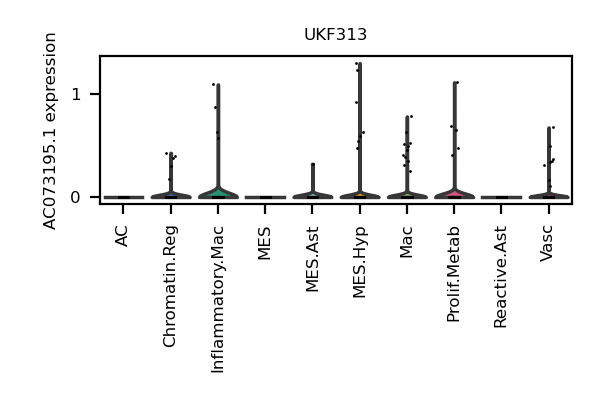 UKF313
AC073195.1 expression
1
0
AC
Chromatin.Reg
Inflammatory.Mac
MES
MES.Ast
MES.Hyp
Mac
Prolif.Metab
Reactive.Ast
Vasc